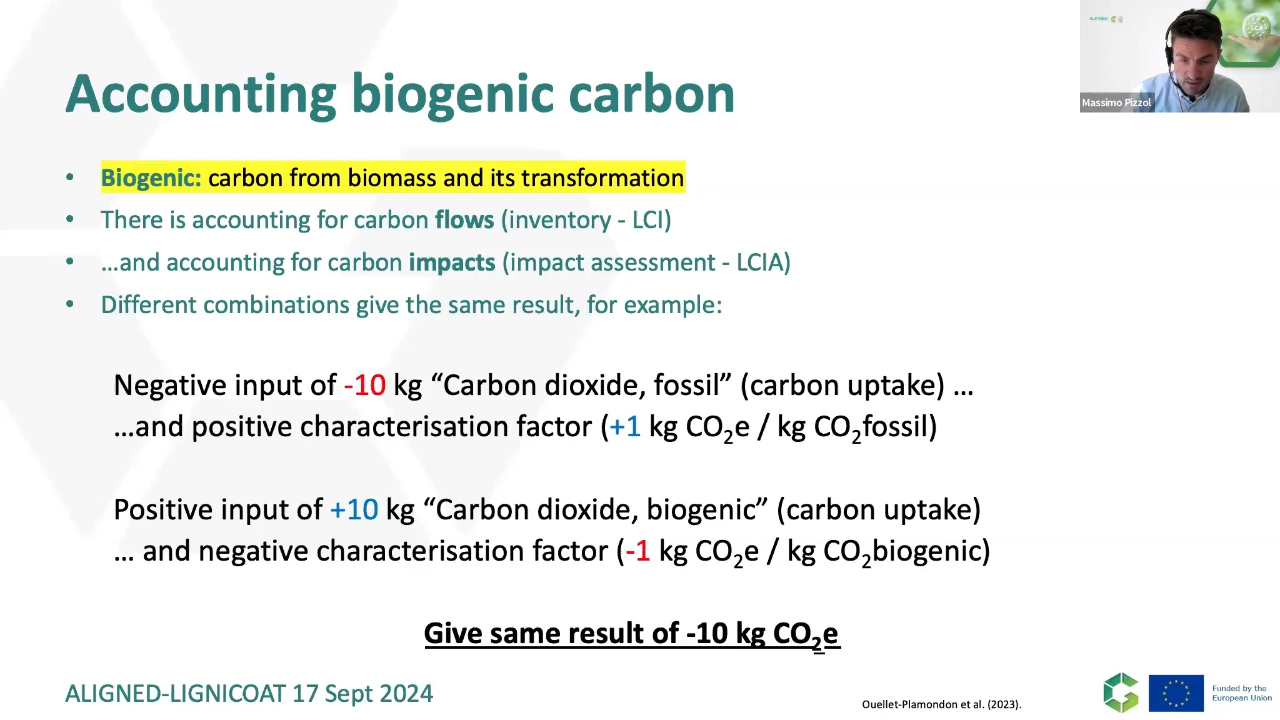 Accounting biogenic carbon
• Biogenic: carbon from biomass and its transformation
• There is accounting for carbon flows (inventory - LCI)
• …and accounting for carbon impacts (impact assessment - LCIA)
• Different combinations give the same result, for example:
Negative input of -10 kg “Carbon dioxide, fossil” (carbon uptake) …
…and positive characterisation factor (+1 kg CO₂e / kg CO₂fossil)
Positive input of +10 kg “Carbon dioxide, biogenic” (carbon uptake)
… and negative characterisation factor (-1 kg CO₂e / kg CO₂biogenic)
Give same result of -10 kg CO₂e
ALIGNED-LIGNICOAT 17 Sept 2024
Ouellet-Plamondon et al. (2023).
Funded by the
European Union
ALIGNED
LCA
Massimo Pizzol